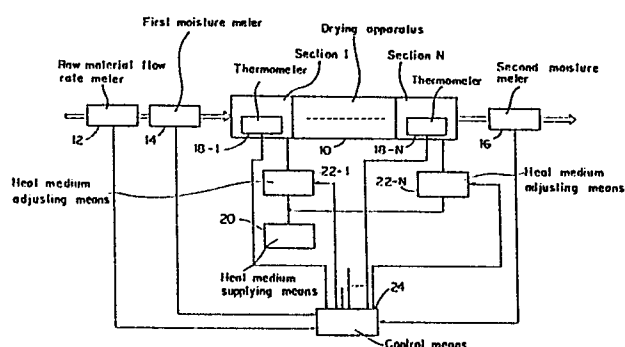 First moisture meter
Drying apparatus
Raw material flow
rate meter
Section 1
Section N
Thermometer
Thermometer
Second moisture
meter
12
14
18-1
10
18-N
16
Heat medium
adjusting means
22-1
22-N
Heat medium
adjusting means
20
Heat medium
supplying means
24
Control means